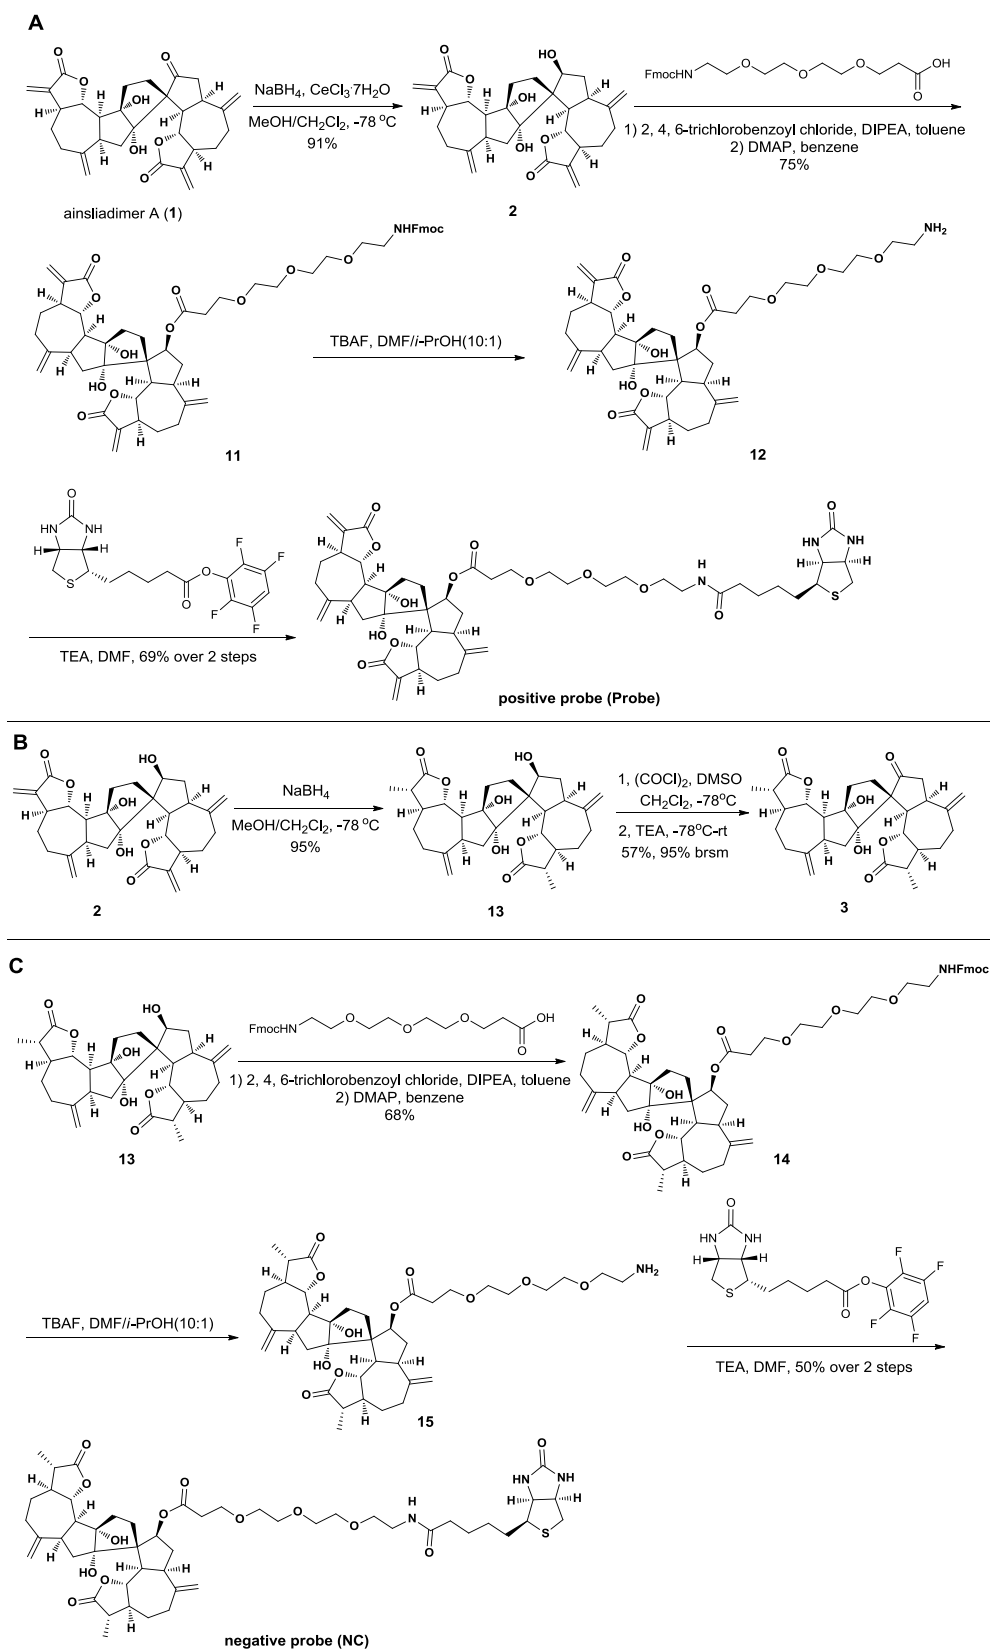 A
NaBH4, CeCl3·7H2O
MeOH/CH2Cl2, -78 °C
91%
ainsliadimer A (1)
2
FmocHN
1) 2, 4, 6-trichlorobenzoyl chloride, DIPEA, toluene
2) DMAP, benzene
75%
NHFmoc
11
TBAF, DMF/i-PrOH(10:1)
NH2
12
TEA, DMF, 69% over 2 steps
positive probe (Probe)
B
2
NaBH4
MeOH/CH2Cl2, -78 °C
95%
13
1, (COCl)2, DMSO
CH2Cl2, -78°C
2, TEA, -78°C-rt
57%, 95% brsm
3
C
13
FmocHN
1) 2, 4, 6-trichlorobenzoyl chloride, DIPEA, toluene
2) DMAP, benzene
68%
NHFmoc
14
TBAF, DMF/i-PrOH(10:1)
NH2
15
TEA, DMF, 50% over 2 steps
negative probe (NC)